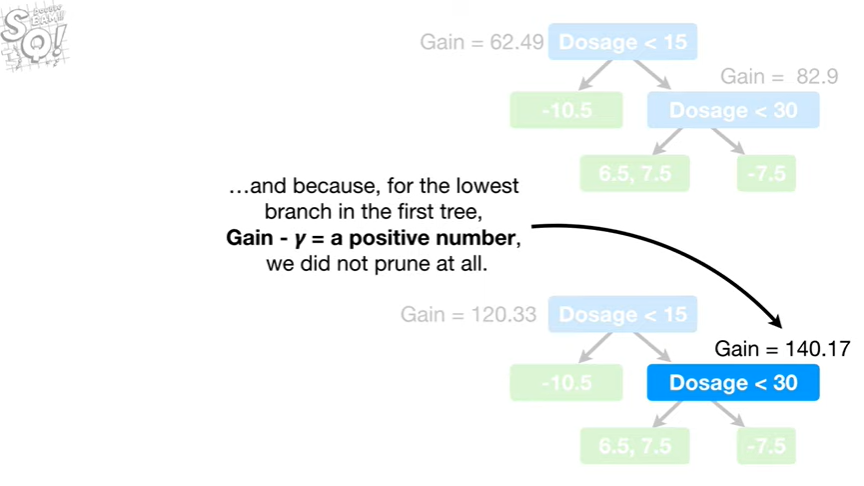 STAT
QUEST!!
Gain = 62.49
Dosage < 15
Gain = 82.9
-10.5
Dosage < 30
6.5, 7.5
-7.5
…and because, for the lowest
branch in the first tree,
Gain - γ = a positive number,
we did not prune at all.
Gain = 120.33
Dosage < 15
Gain = 140.17
-10.5
Dosage < 30
6.5, 7.5
-7.5